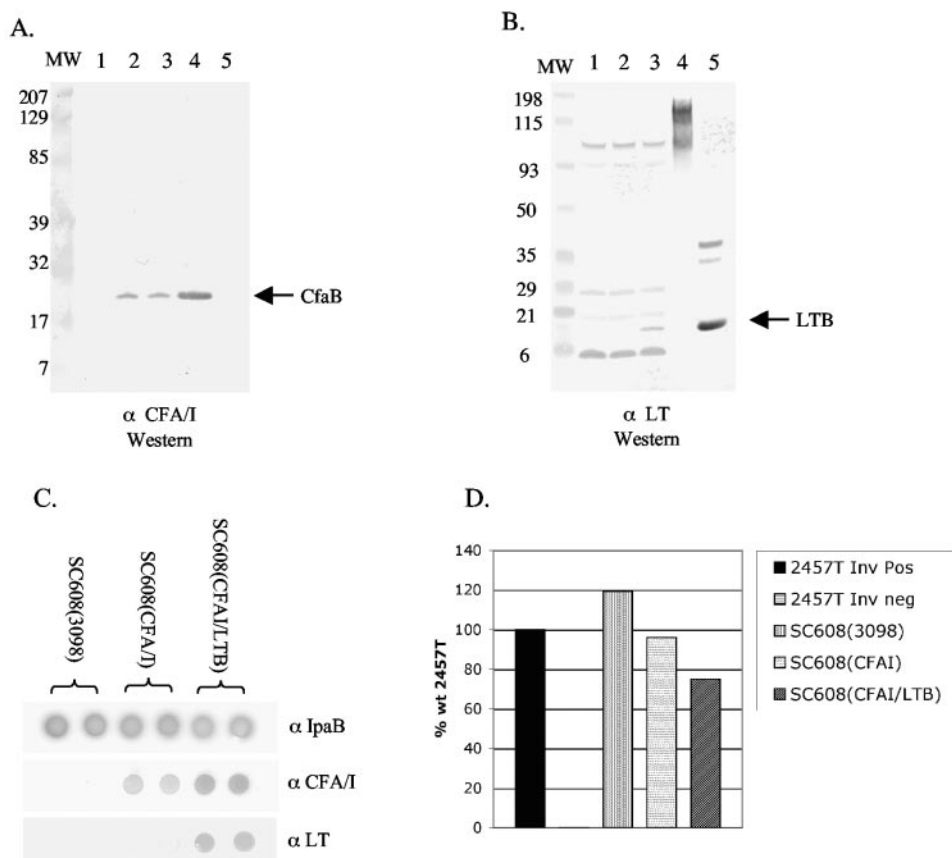 A.
MW 1 2 3 4 5
207
129
85
39
32
17
7
CfaB
α CFA/I
Western
B.
MW 1 2 3 4 5
198
115
93
50
35
29
21
6
LTB
α LT
Western
C.
SC608(3098)
SC608(CFA/I)
SC608(CFAI/LTB)
α IpaB
α CFA/I
α LT
D.
140
120
100
80
60
40
20
0
% wt 2457T
2457T Inv Pos
2457T Inv neg
SC608(3098)
SC608(CFAI)
SC608(CFAI/LTB)